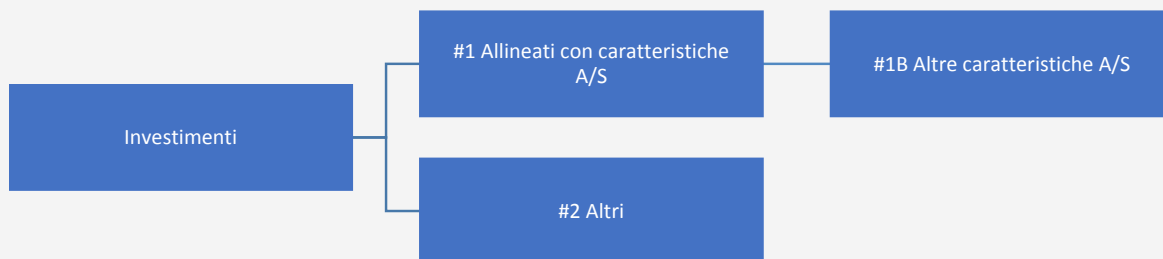 Investimenti
#1 Allineati con caratteristiche
A/S
#1B Altre caratteristiche A/S
#2 Altri